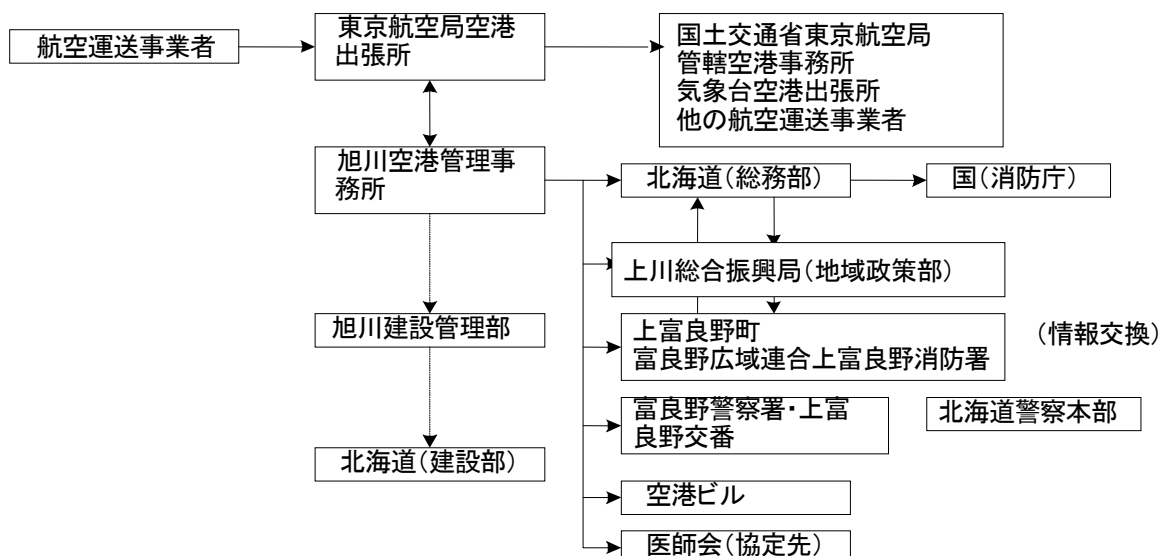 航空運送事業者
東京航空局空港
出張所
国土交通省東京航空局
管轄空港事務所
気象台空港出張所
他の航空運送事業者
旭川空港管理事
務所
北海道（総務部）
国（消防庁）
上川総合振興局（地域政策部）
旭川建設管理部
上富良野町
富良野広域連合上富良野消防署
（情報交換）
富良野警察署・上富
良野交番
北海道警察本部
北海道（建設部）
空港ビル
医師会（協定先）